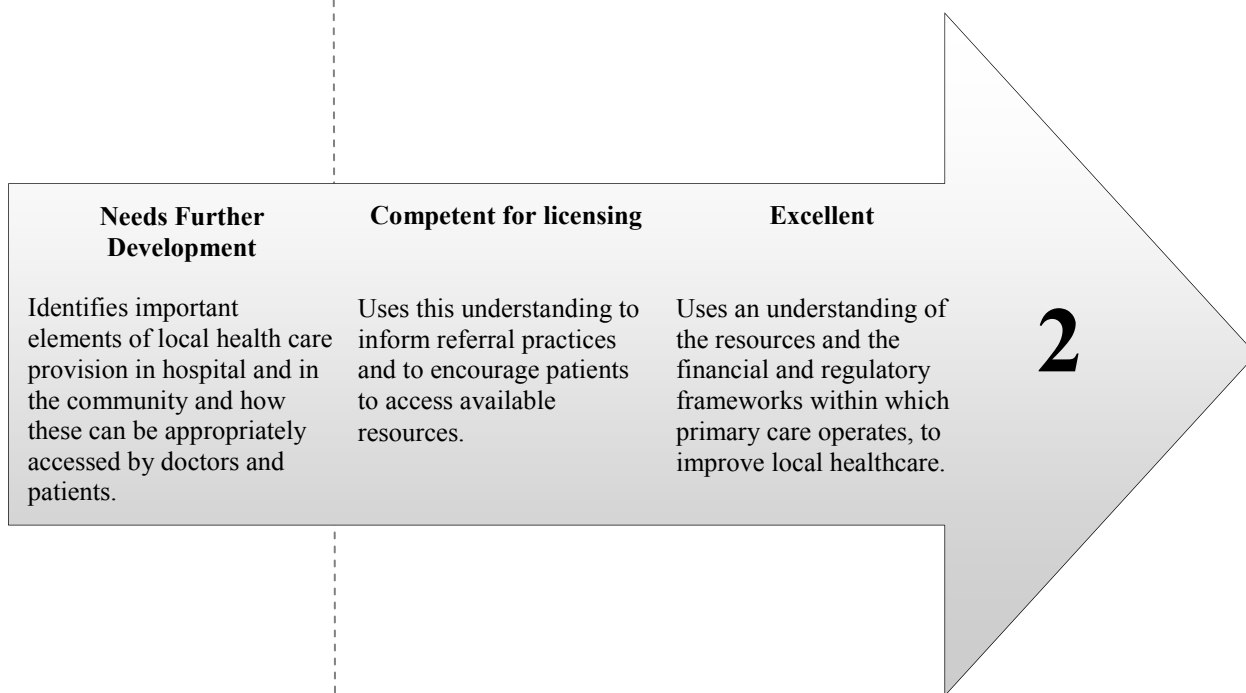 Needs Further
Development
Identifies important
elements of local health care
provision in hospital and in
the community and how
these can be appropriately
accessed by doctors and
patients.
Competent for licensing
Uses this understanding to
inform referral practices
and to encourage patients
to access available
resources.
Excellent
Uses an understanding of
the resources and the
financial and regulatory
frameworks within which
primary care operates, to
improve local healthcare.
2